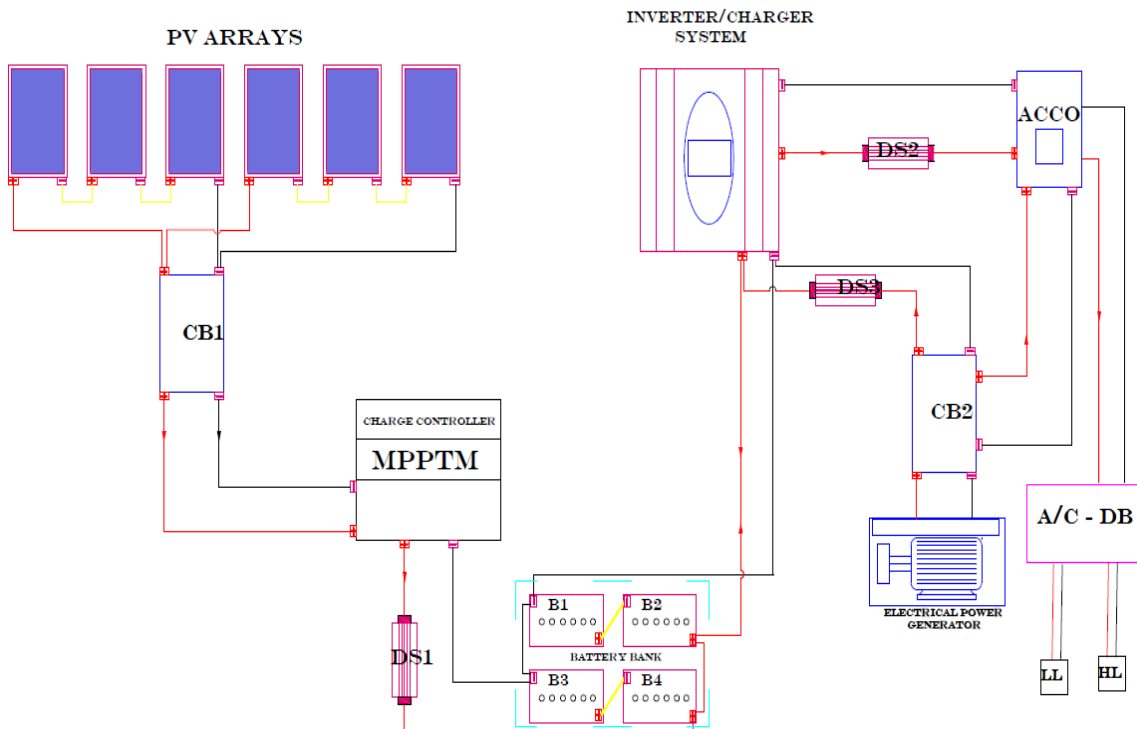 INVERTER/CHARGER
SYSTEM
PV ARRAYS
ACCO
DS2
DS3
CB1
CB2
CHARGE CONTROLLER
MPPTM
A/C - DB
B1
B2
ELECTRICAL POWER
GENERATOR
DS1
BATTERY BANK
B3
B4
LL
HL